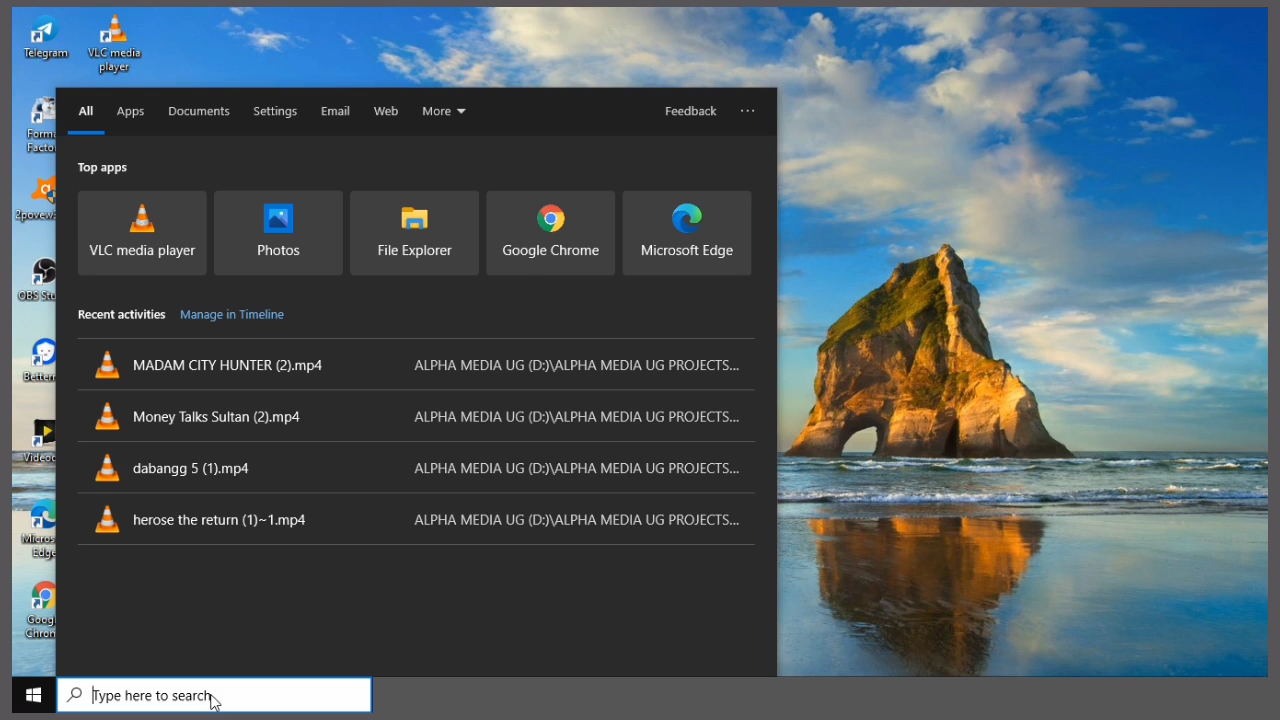 Telegram
VLC media player
All Apps Documents Settings Email Web More Feedback ...
Top apps
VLC media player Photos File Explorer Google Chrome Microsoft Edge
Recent activities Manage in Timeline
MADAM CITY HUNTER (2).mp4 ALPHA MEDIA UG (D:)\ALPHA MEDIA UG PROJECTS...
Money Talks Sultan (2).mp4 ALPHA MEDIA UG (D:)\ALPHA MEDIA UG PROJECTS...
dabangg 5 (1).mp4 ALPHA MEDIA UG (D:)\ALPHA MEDIA UG PROJECTS...
herose the return (1)~1.mp4 ALPHA MEDIA UG (D:)\ALPHA MEDIA UG PROJECTS...
Edge
Type here to search